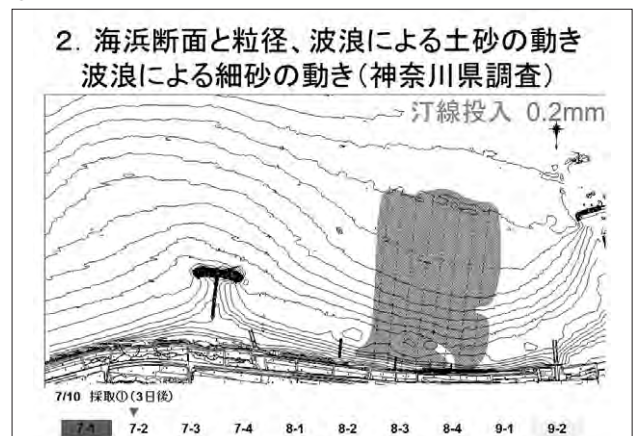 2. 海浜断面と粒径、波浪による土砂の動き
波浪による細砂の動き(神奈川県調査)
汀線投入 0.2mm
7/10 採取①(3日後)
7-1 7-2 7-3 7-4 8-1 8-2 8-3 8-4 9-1 9-2